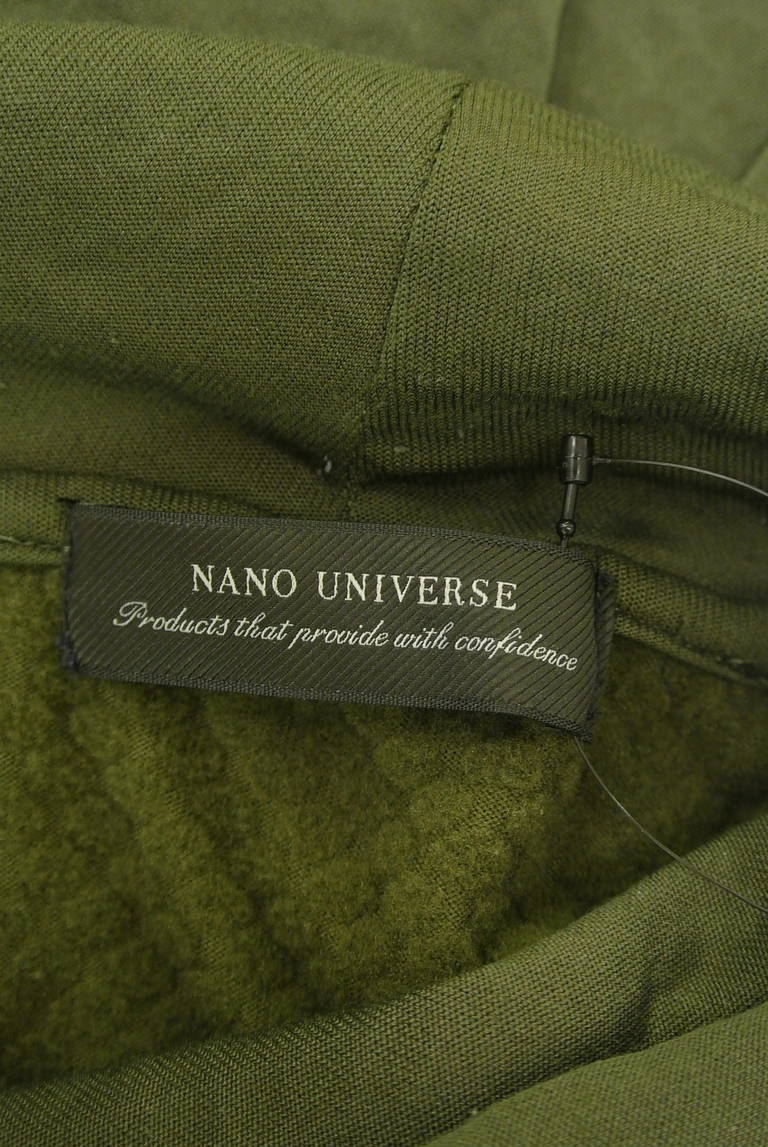 NANO UNIVERSE
Products that provide with confidence